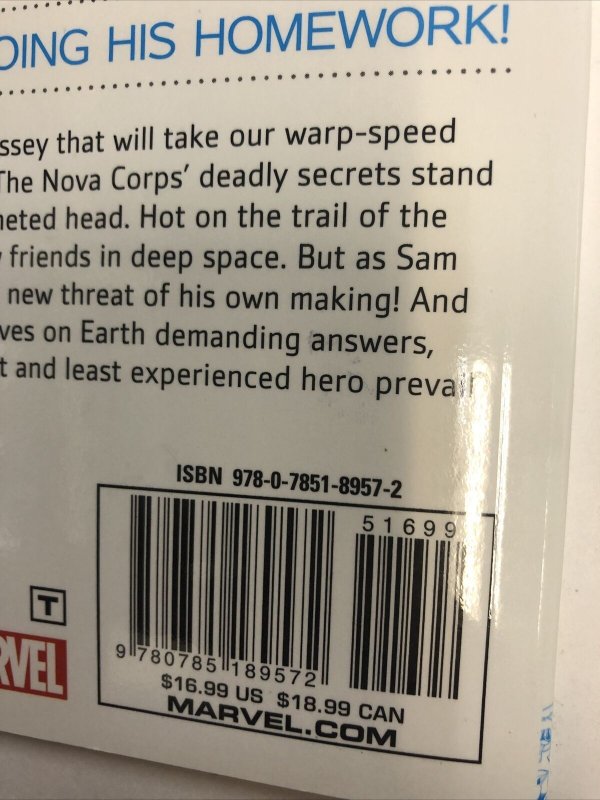 OING HIS HOMEWORK!
ssey that will take our warp-speed
The Nova Corps' deadly secrets stand
neted head. Hot on the trail of the
friends in deep space. But as Sam
new threat of his own making! And
ves on Earth demanding answers,
t and least experienced hero prevail
ISBN 978-0-7851-8957-2
51699
T
RVEL
9 780785 189572
$16.99 US $18.99 CAN
MARVEL.COM